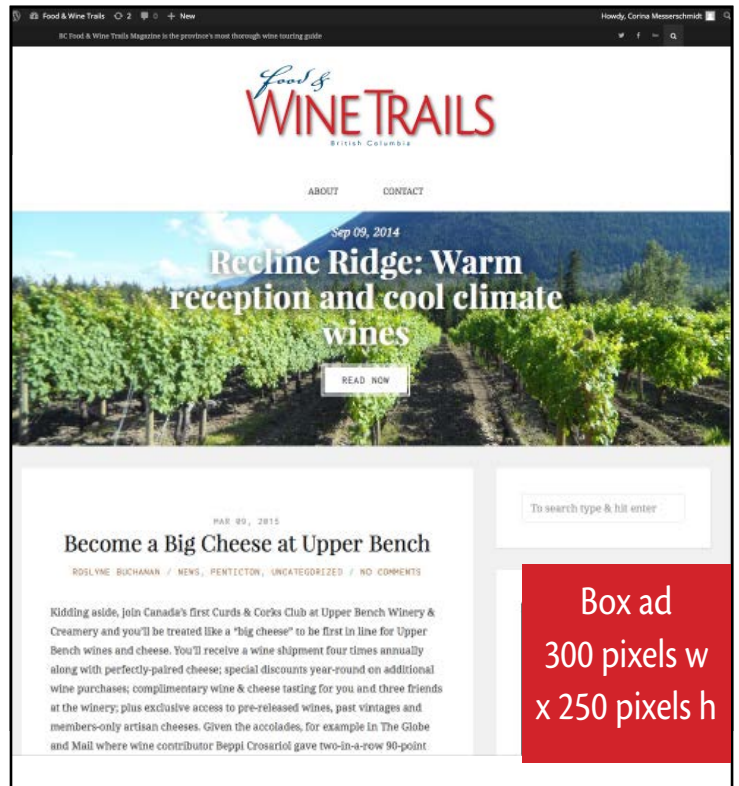 Food & Wine Trails 2 0 + New Howdy, Corina Messerschmidt
BC Food & Wine Trails Magazine is the province's most thorough wine touring guide
food &
WINE TRAILS
British Columbia
ABOUT CONTACT
Sep 09, 2014
Recline Ridge: Warm
reception and cool climate
wines
READ NOW
To search type & hit enter
MAR 09, 2015
Become a Big Cheese at Upper Bench
ROSLYNE BUCHANAN / NEWS, PENTICTON, UNCATEGORIZED / NO COMMENTS
Kidding aside, join Canada's first Curds & Corks Club at Upper Bench Winery &
Creamery and you'll be treated like a "big cheese" to be first in line for Upper
Bench wines and cheese. You'll receive a wine shipment four times annually
along with perfectly-paired cheese; special discounts year-round on additional
wine purchases; complimentary wine & cheese tasting for you and three friends
at the winery; plus exclusive access to pre-released wines, past vintages and
members-only artisan cheeses. Given the accolades, for example in The Globe
and Mail where wine contributor Beppi Crosariol gave two-in-a-row 90-point
Box ad
300 pixels w
x 250 pixels h